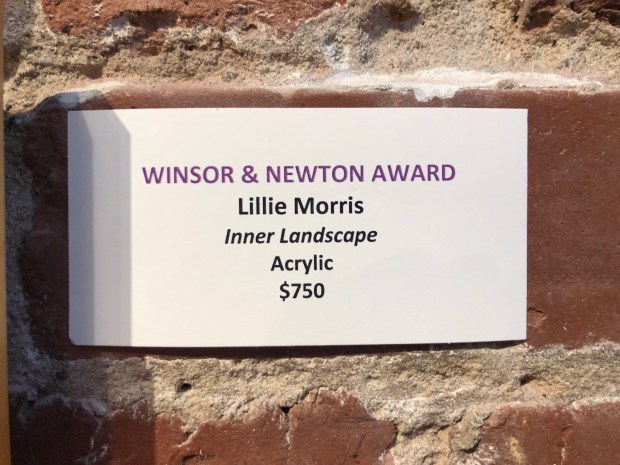 WINSOR & NEWTON AWARD
Lillie Morris
Inner Landscape
Acrylic
$750